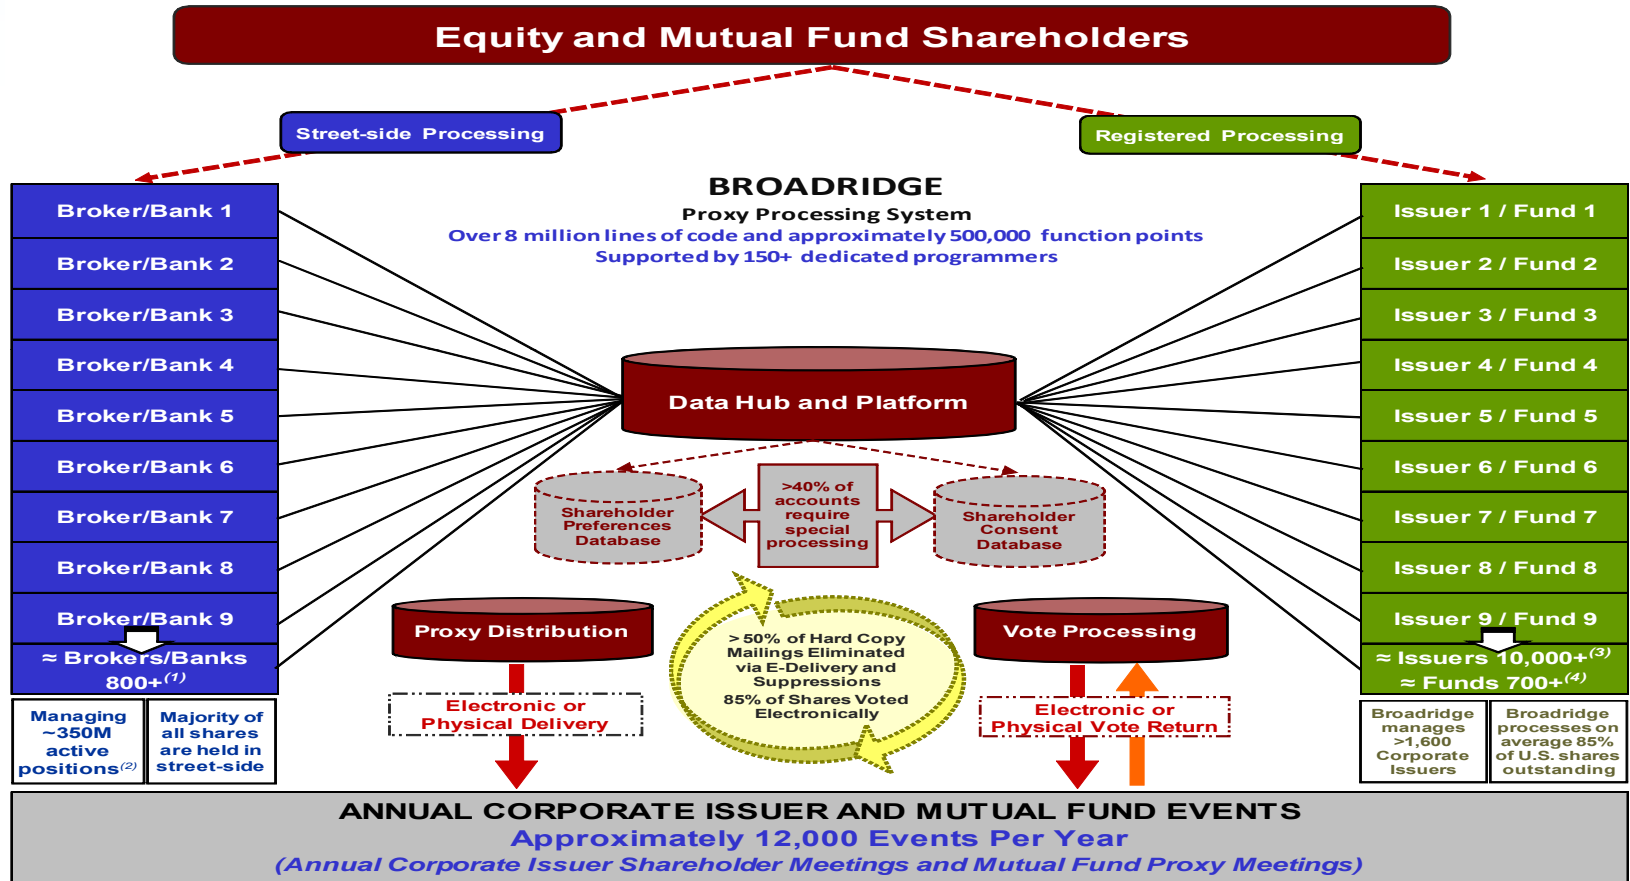 Equity and Mutual Fund Shareholders
Street-side Processing
Registered Processing
BROADRIDGE
Proxy Processing System
Over 8 million lines of code and approximately 500,000 function points
Supported by 150+ dedicated programmers
Broker/Bank 1
Broker/Bank 2
Broker/Bank 3
Broker/Bank 4
Broker/Bank 5
Broker/Bank 6
Broker/Bank 7
Broker/Bank 8
Broker/Bank 9
≈ Brokers/Banks
800+(1)
Managing
~350M
active
positions(2)
Majority of
all shares
are held in
street-side
Data Hub and Platform
Shareholder
Preferences
Database
>40% of
accounts
require
special
processing
Shareholder
Consent
Database
Proxy Distribution
Electronic or
Physical Delivery
> 50% of Hard Copy
Mailings Eliminated
via E-Delivery and
Suppressions
85% of Shares Voted
Electronically
Vote Processing
Electronic or
Physical Vote Return
Issuer 1 / Fund 1
Issuer 2 / Fund 2
Issuer 3 / Fund 3
Issuer 4 / Fund 4
Issuer 5 / Fund 5
Issuer 6 / Fund 6
Issuer 7 / Fund 7
Issuer 8 / Fund 8
Issuer 9 / Fund 9
≈ Issuers 10,000+(3)
≈ Funds 700+(4)
Broadridge
manages
>1,600
Corporate
Issuers
Broadridge
processes on
average 85%
of U.S. shares
outstanding
ANNUAL CORPORATE ISSUER AND MUTUAL FUND EVENTS
Approximately 12,000 Events Per Year
(Annual Corporate Issuer Shareholder Meetings and Mutual Fund Proxy Meetings)